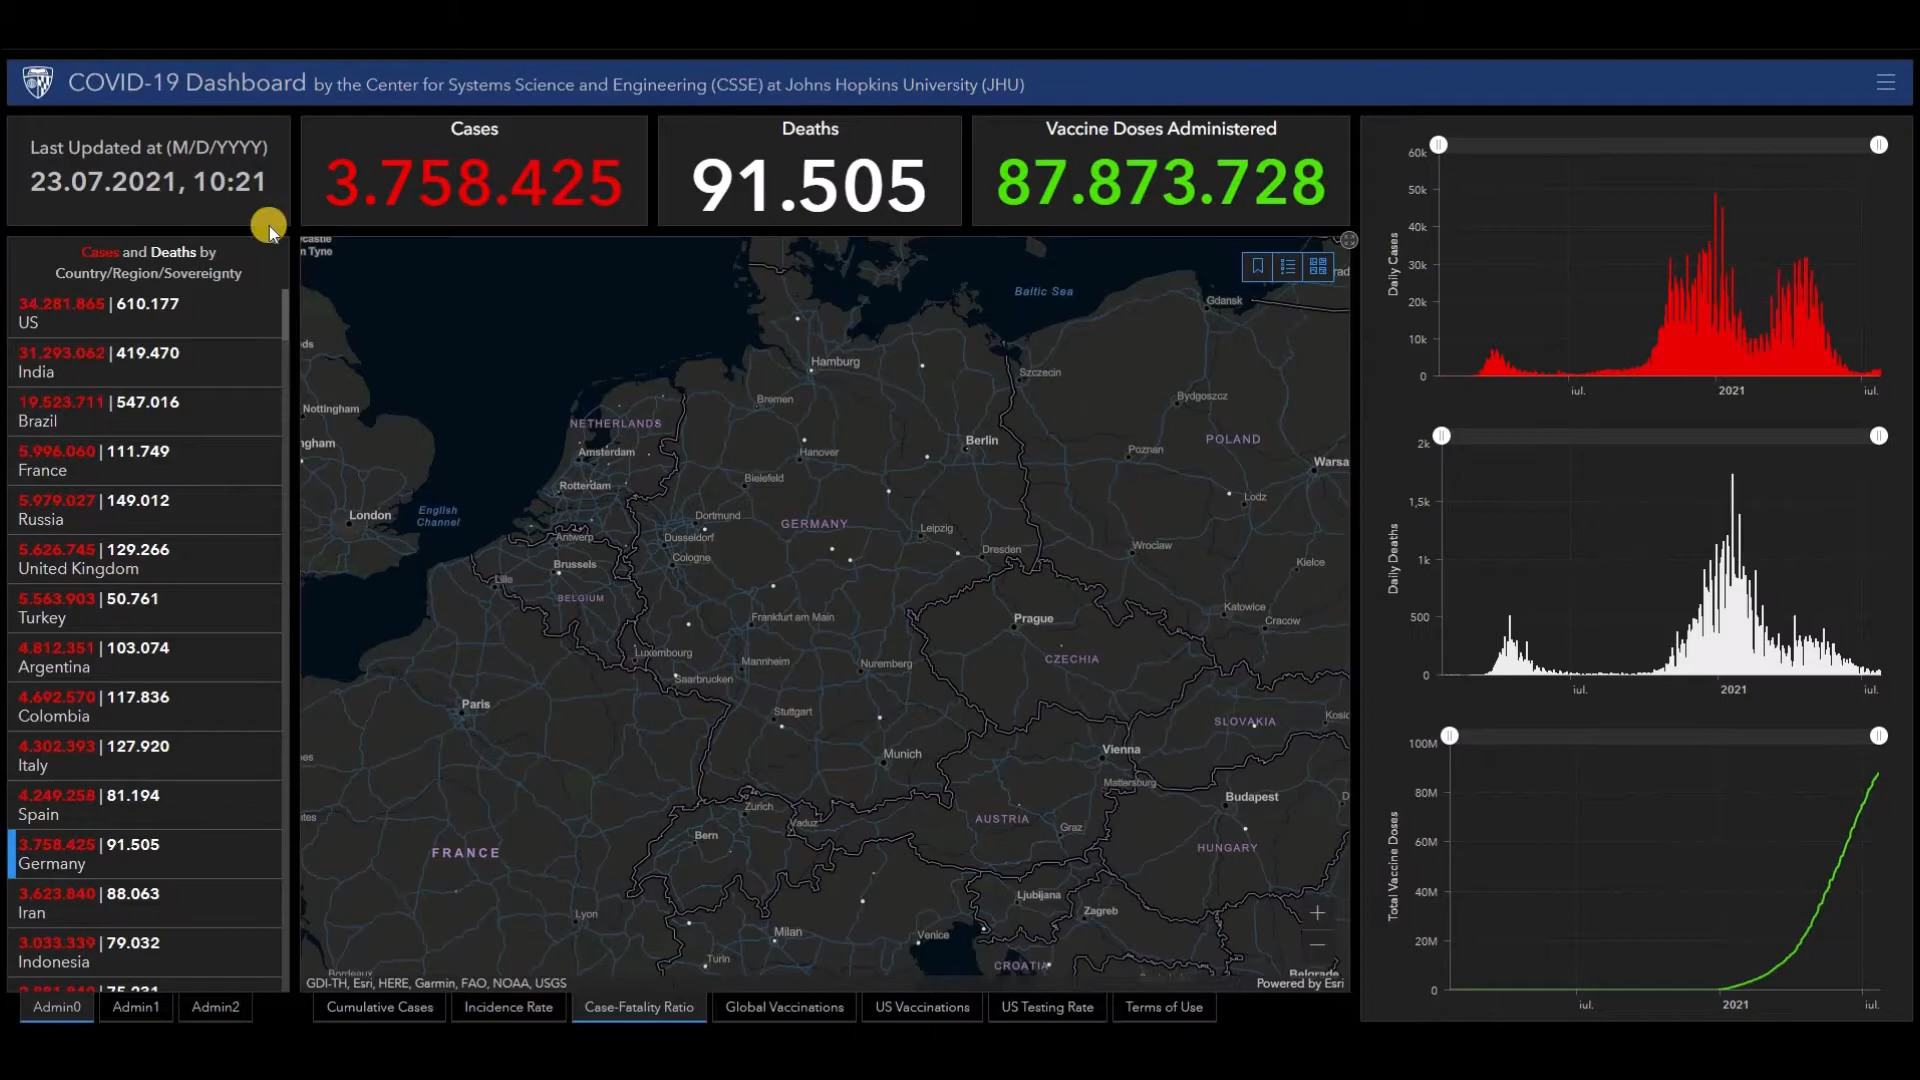 COVID-19 Dashboard by the Center for Systems Science and Engineering (CSSE) at Johns Hopkins University (JHU)
Last Updated at (M/D/YYYY)
23.07.2021, 10:21
Cases
3.758.425
Deaths
91.505
Vaccine Doses Administered
87.873.728
Cases and Deaths by
Country/Region/Sovereignty
34.281.865 | 610.177
US
31.293.062 | 419.470
India
19.523.711 | 547.016
Brazil
5.996.060 | 111.749
France
5.979.027 | 149.012
Russia
5.626.745 | 129.266
United Kingdom
5.563.903 | 50.761
Turkey
4.812.351 | 103.074
Argentina
4.692.570 | 117.836
Colombia
4.302.393 | 127.920
Italy
4.249.258 | 81.194
Spain
3.758.425 | 91.505
Germany
3.623.840 | 88.063
Iran
3.033.339 | 79.032
Indonesia
Admin0
Admin1
Admin2
n Tyne
Baltic Sea
Gdansk
Hamburg
Szczecin
Bremen
Bydgoszcz
Nottingham
NETHERLANDS
ngham
Amsterdam
Hanover
Berlin
POLAND
Poznan
Warsa
Rotterdam
Bielefeld
Lodz
London
English
Channel
Dortmund
GERMANY
Leipzig
Antwerp
Dusseldorf
Cologne
Dresden
Wroclaw
Brussels
Kielce
Lille
BELGIUM
Frankfurt am Main
Prague
Katowice
Cracow
Luxembourg
Mannheim
Nuremberg
CZECHIA
Saarbrucken
Paris
Stuttgart
SLOVAKIA
Kosi
Munich
Vienna
Mattersburg
Zurich
Budapest
Vaduz
Bern
AUSTRIA
Graz
FRANCE
HUNGARY
Ljubljana
Zagreb
Lyon
Milan
Venice
Turin
CROATIA
Bordeaux
Belgrade
GDI-TH, Esri, HERE, Garmin, FAO, NOAA, USGS
Powered by Esri
Cumulative Cases
Incidence Rate
Case-Fatality Ratio
Global Vaccinations
US Vaccinations
US Testing Rate
Terms of Use
Daily Cases
60k
50k
40k
30k
20k
10k
0
iul.
2021
iul.
Daily Deaths
2k
1,5k
1k
500
0
iul.
2021
iul.
Total Vaccine Doses
100M
80M
60M
40M
20M
0
iul.
2021
iul.